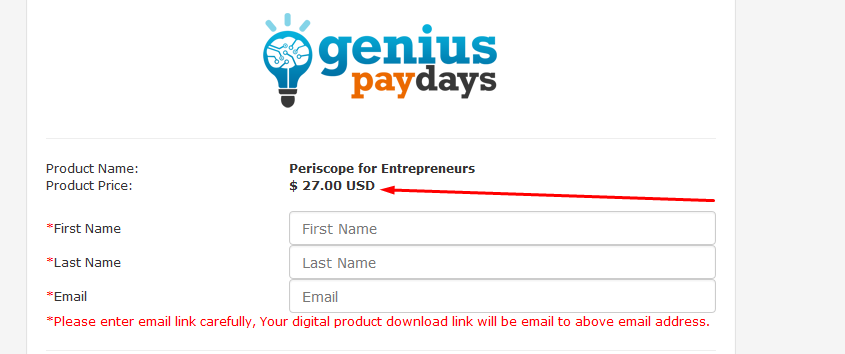 genius
paydays
Product Name: Periscope for Entrepreneurs
Product Price: $ 27.00 USD
*First Name First Name
*Last Name Last Name
*Email Email
*Please enter email link carefully, Your digital product download link will be email to above email address.